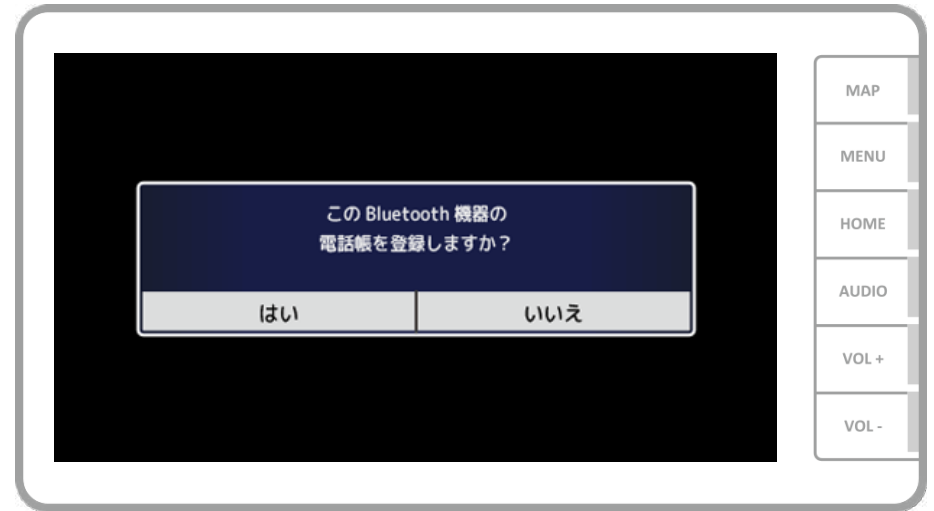 この Bluetooth 機器の
電話帳を登録しますか？
はい
いいえ
MAP
MENU
HOME
AUDIO
VOL +
VOL -